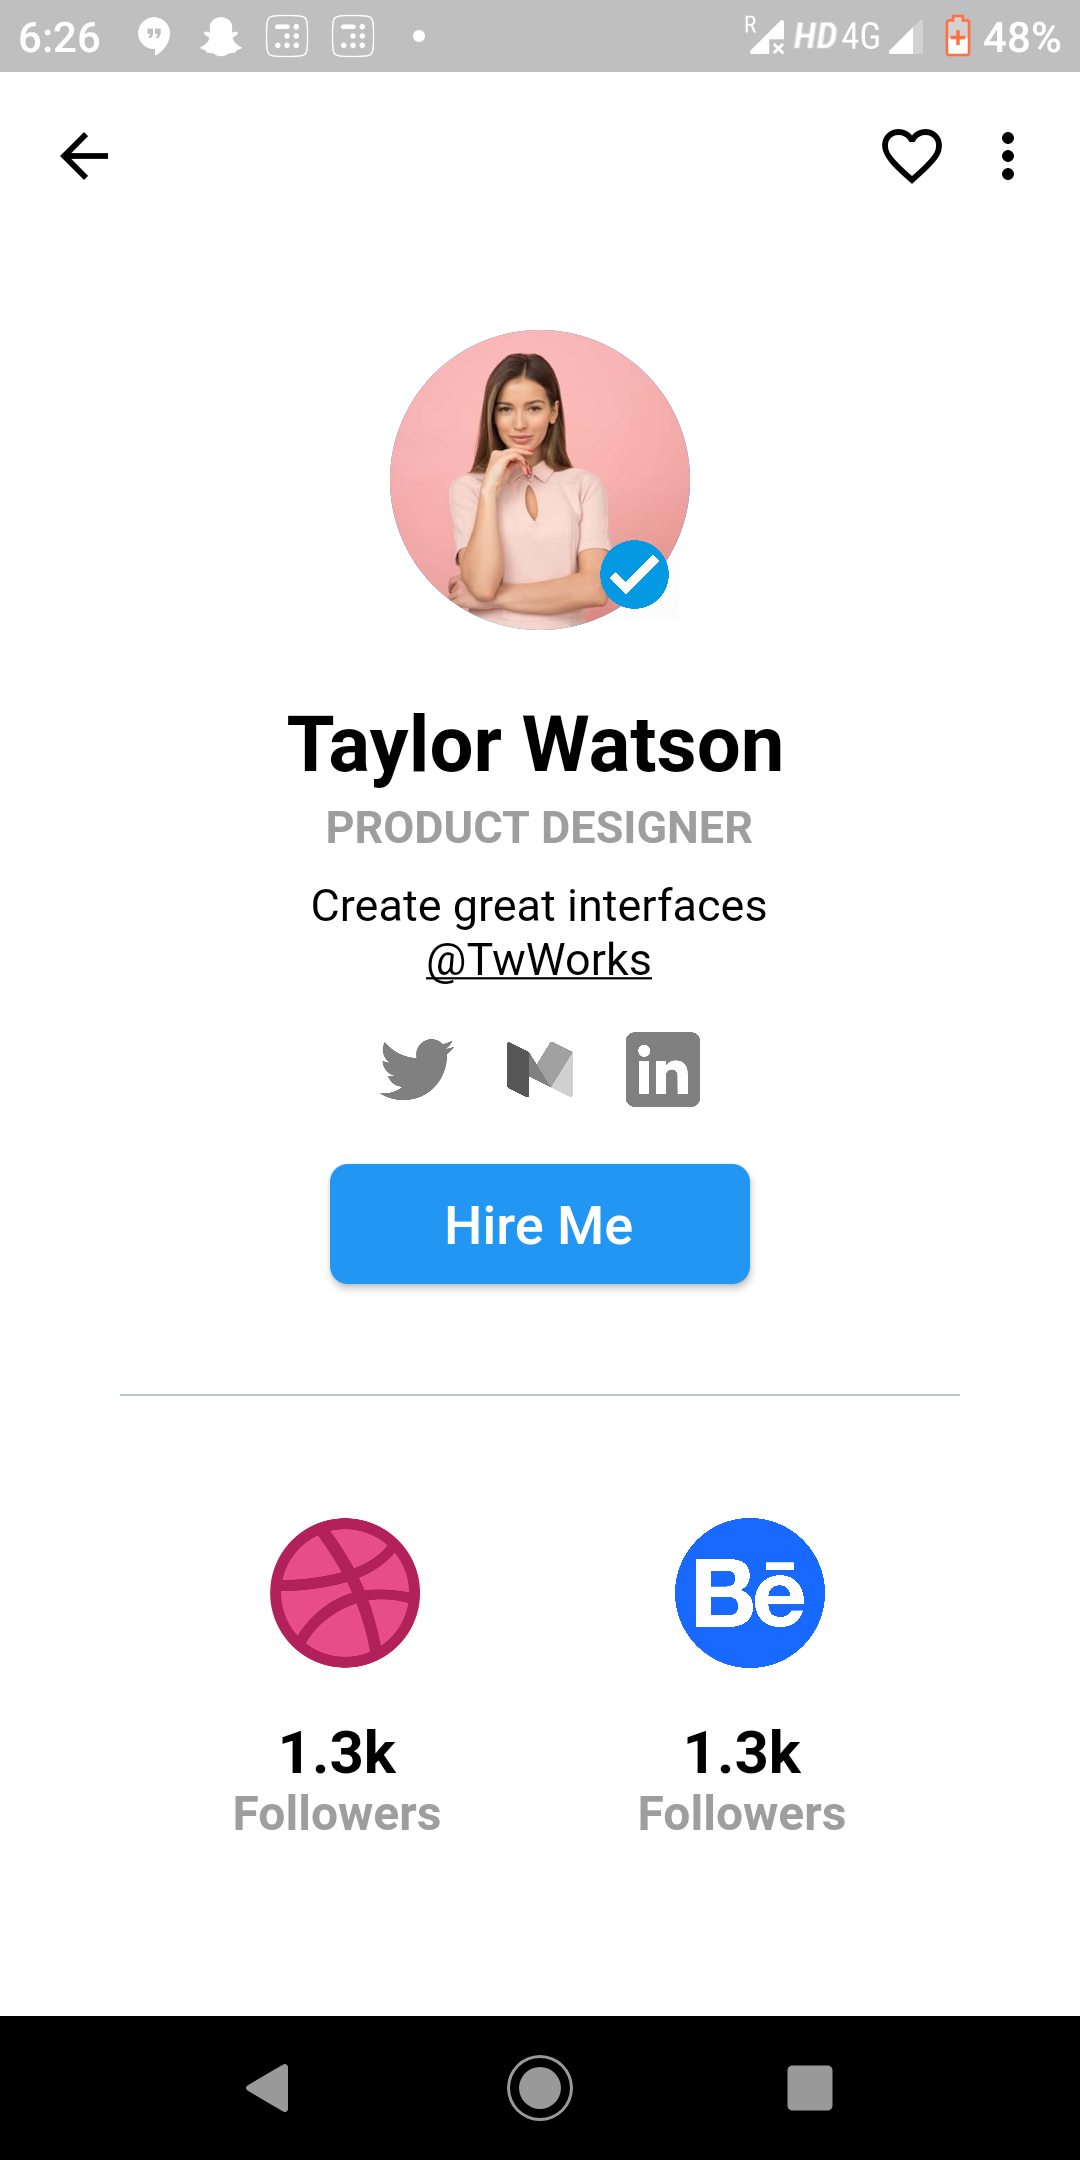 6:26
R HD 4G 48%
Taylor Watson
PRODUCT DESIGNER
Create great interfaces
@TwWorks
in
Hire Me
Bē
1.3k 1.3k
Followers Followers